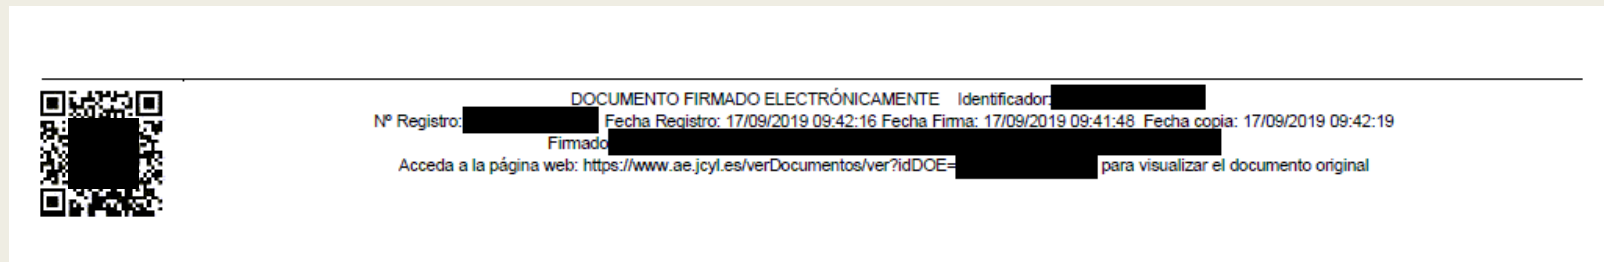 DOCUMENTO FIRMADO ELECTRÓNICAMENTE Identificador:
Nº Registro: Fecha Registro: 17/09/2019 09:42:16 Fecha Firma: 17/09/2019 09:41:48 Fecha copia: 17/09/2019 09:42:19
Firmado
Acceda a la página web: https://www.ae.jcyl.es/verDocumentos/ver?idDOE= para visualizar el documento original